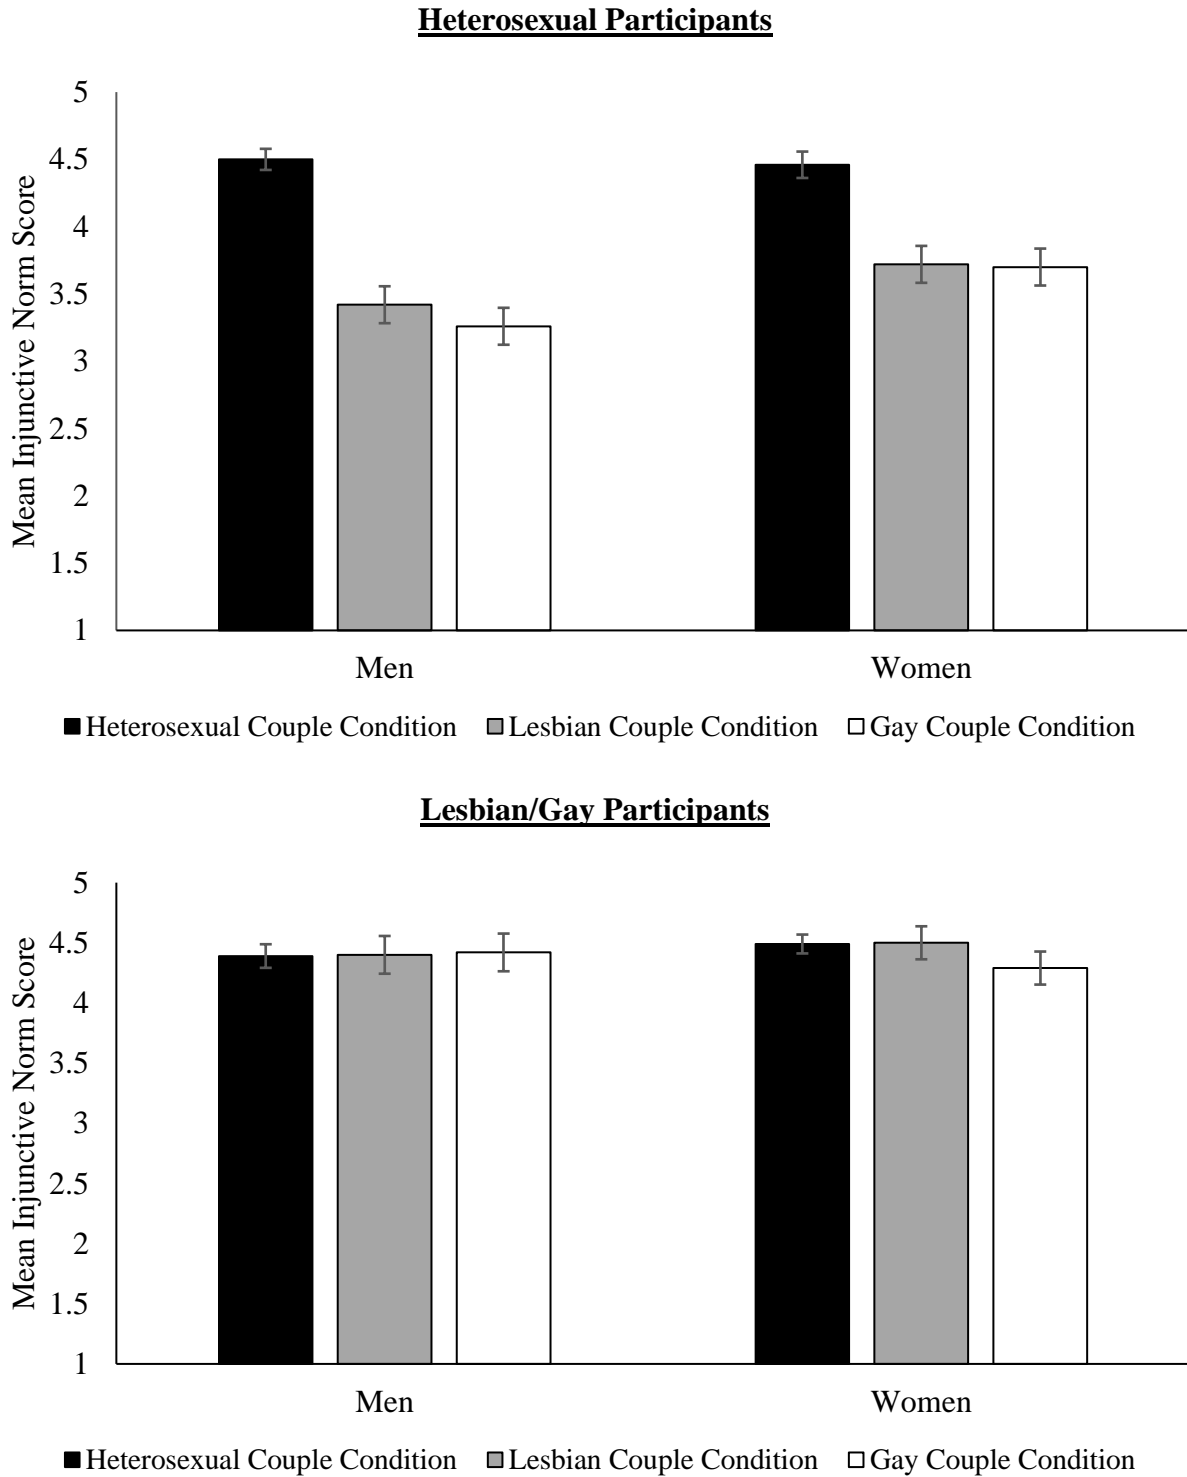 Heterosexual Participants
Mean Injunctive Norm Score
5
4.5
4
3.5
3
2.5
2
1.5
1
Men Women
Heterosexual Couple Condition Lesbian Couple Condition Gay Couple Condition
Lesbian/Gay Participants
Mean Injunctive Norm Score
5
4.5
4
3.5
3
2.5
2
1.5
1
Men Women
Heterosexual Couple Condition Lesbian Couple Condition Gay Couple Condition